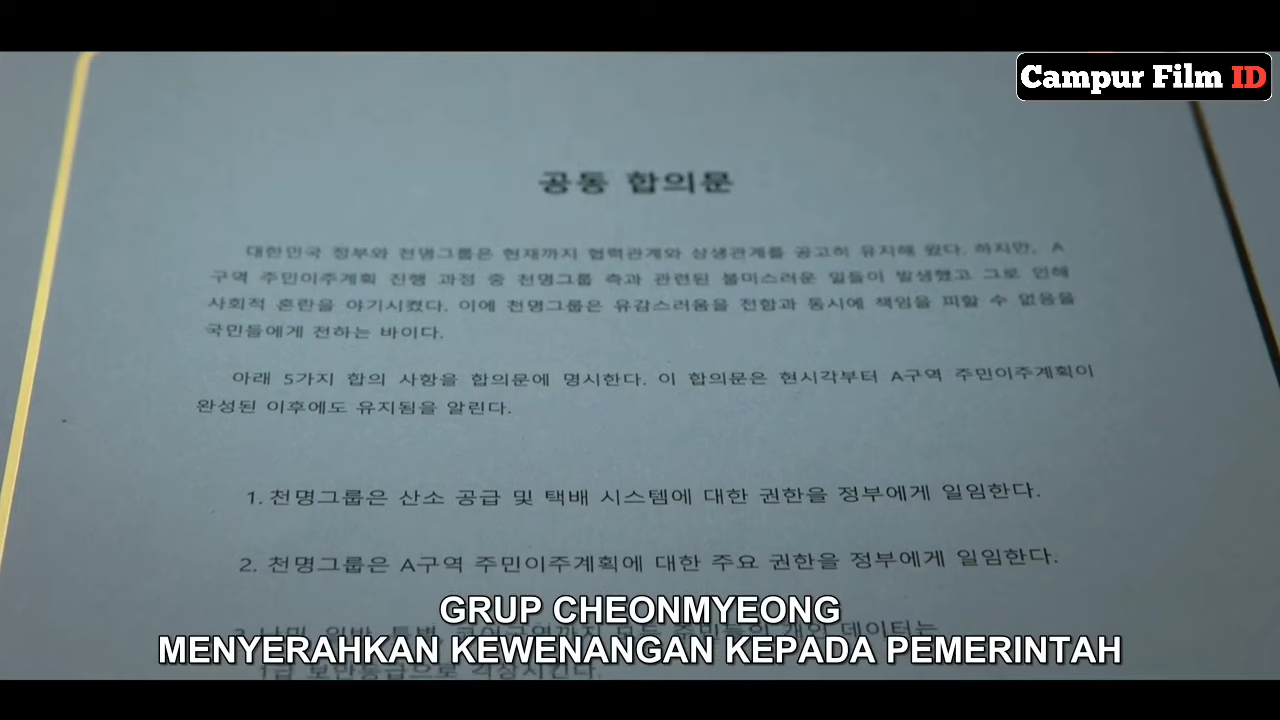 Campur Film ID
공동 합의문
대한민국 정부와 천명그룹은 현재까지 협력관계와 상생관계를 공고히 유지해 왔다. 하지만, A
구역 주민이주계획 진행 과정 중 천명그룹 측과 관련된 불미스러운 일들이 발생했고 그로 인해
사회적 혼란을 야기시켰다. 이에 천명그룹은 유감스러움을 전함과 동시에 책임을 피할 수 없음을
국민들에게 전하는 바이다.
아래 5가지 합의 사항을 합의문에 명시한다. 이 합의문은 현시각부터 A구역 주민이주계획이
완성된 이후에도 유지됨을 알린다.
1. 천명그룹은 산소 공급 및 택배 시스템에 대한 권한을 정부에게 일임한다.
2. 천명그룹은 A구역 주민이주계획에 대한 주요 권한을 정부에게 일임한다.
데이터는
GRUP CHEONMYEONG
MENYERAHKAN KEWENANGAN KEPADA PEMERINTAH